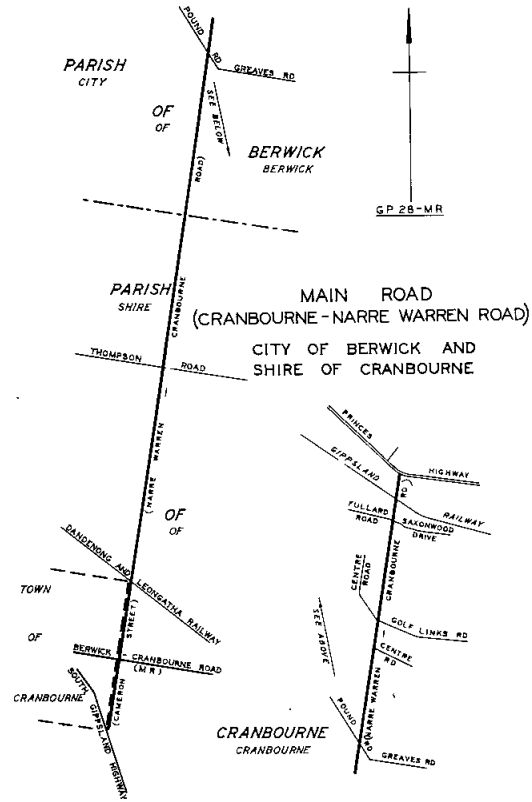 POUND RD
GREAVES RD
PARISH
CITY
OF
OF
SEE BELOW
BERWICK
BERWICK
GP 28-MR
ROAD)
PARISH
SHIRE
CRANBOURNE
MAIN ROAD
(CRANBOURNE-NARRE WARREN ROAD)
CITY OF BERWICK AND
SHIRE OF CRANBOURNE
THOMPSON ROAD
(NARRE WARREN
OF
OF
DANDENONG AND LEONGATHA RAILWAY
TOWN
OF
CRANBOURNE
STREET)
BERWICK - CRANBOURNE ROAD
(MR)
(CAMERON
SOUTH GIPPSLAND HIGHWAY
CRANBOURNE
CRANBOURNE
PRINCES HIGHWAY
GIPPSLAND RAILWAY
RD)
FULLARD
ROAD
SAXONWOOD
DRIVE
CENTRE
ROAD
CRANBOURNE
GOLF LINKS RD
CENTRE
RD
SEE ABOVE
(NARRE WARREN
POUND RD
GREAVES RD